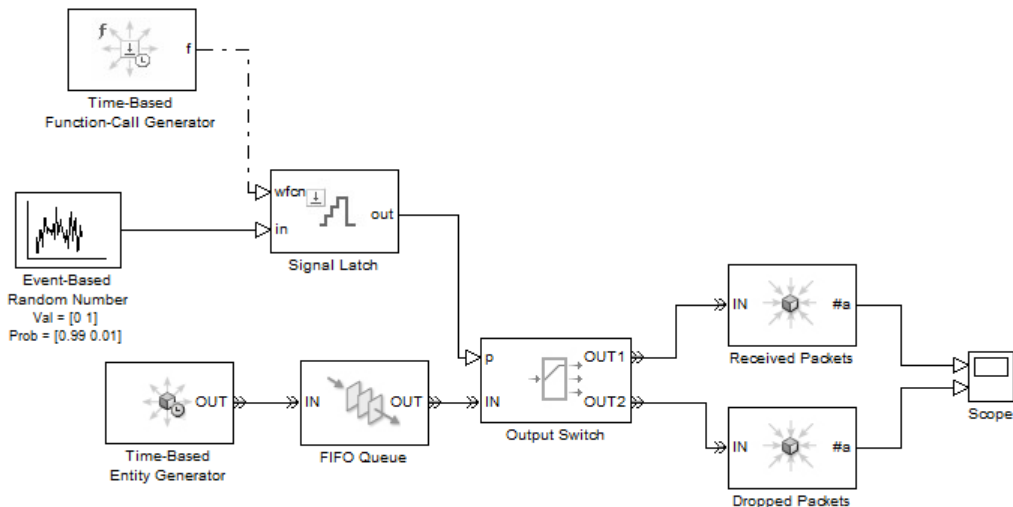 f
f
Time-Based
Function-Call Generator
wfcn
in
out
Signal Latch
Event-Based
Random Number
Val = [0 1]
Prob = [0.99 0.01]
OUT
Time-Based
Entity Generator
IN
OUT
FIFO Queue
p
IN
OUT1
OUT2
Output Switch
IN
#a
Received Packets
IN
#a
Dropped Packets
Scope